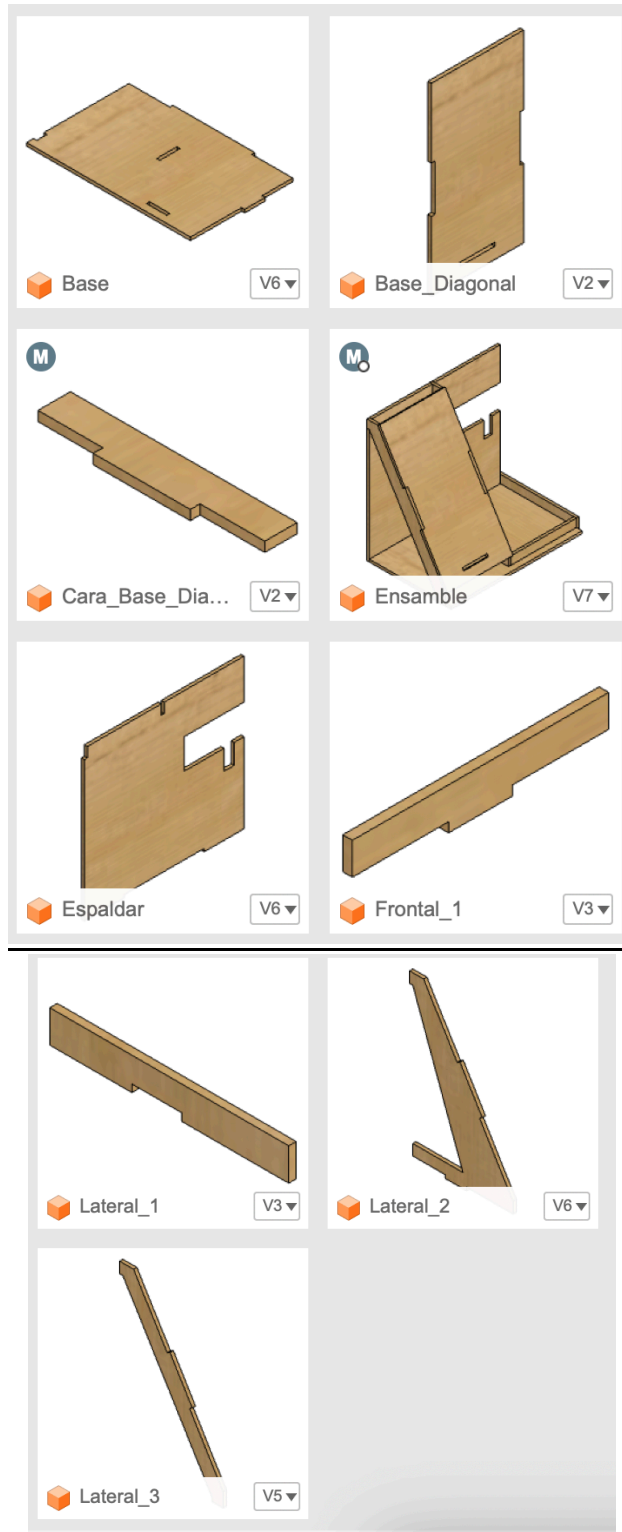 Base V6
Base_Diagonal V2
M
M
Cara_Base_Dia... V2
Ensamble V7
Espaldar V6
Frontal_1 V3
Lateral_1 V3
Lateral_2 V6
Lateral_3 V5